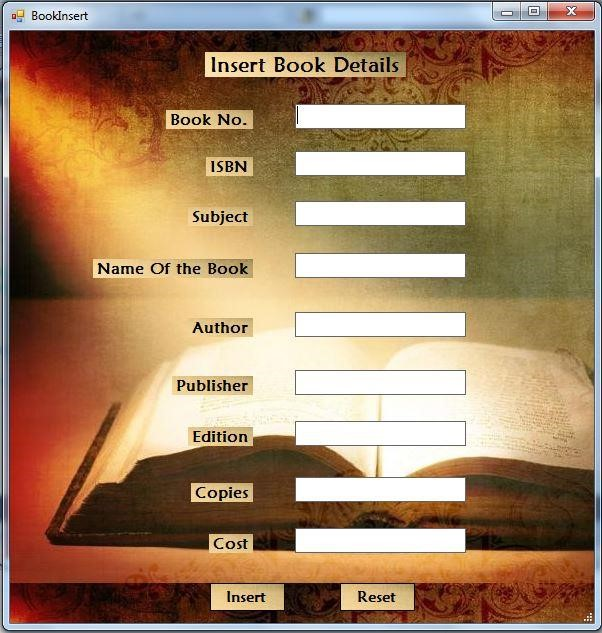 BookInsert
Insert Book Details
Book No.
ISBN
Subject
Name Of the Book
Author
Publisher
Edition
Copies
Cost
Insert Reset